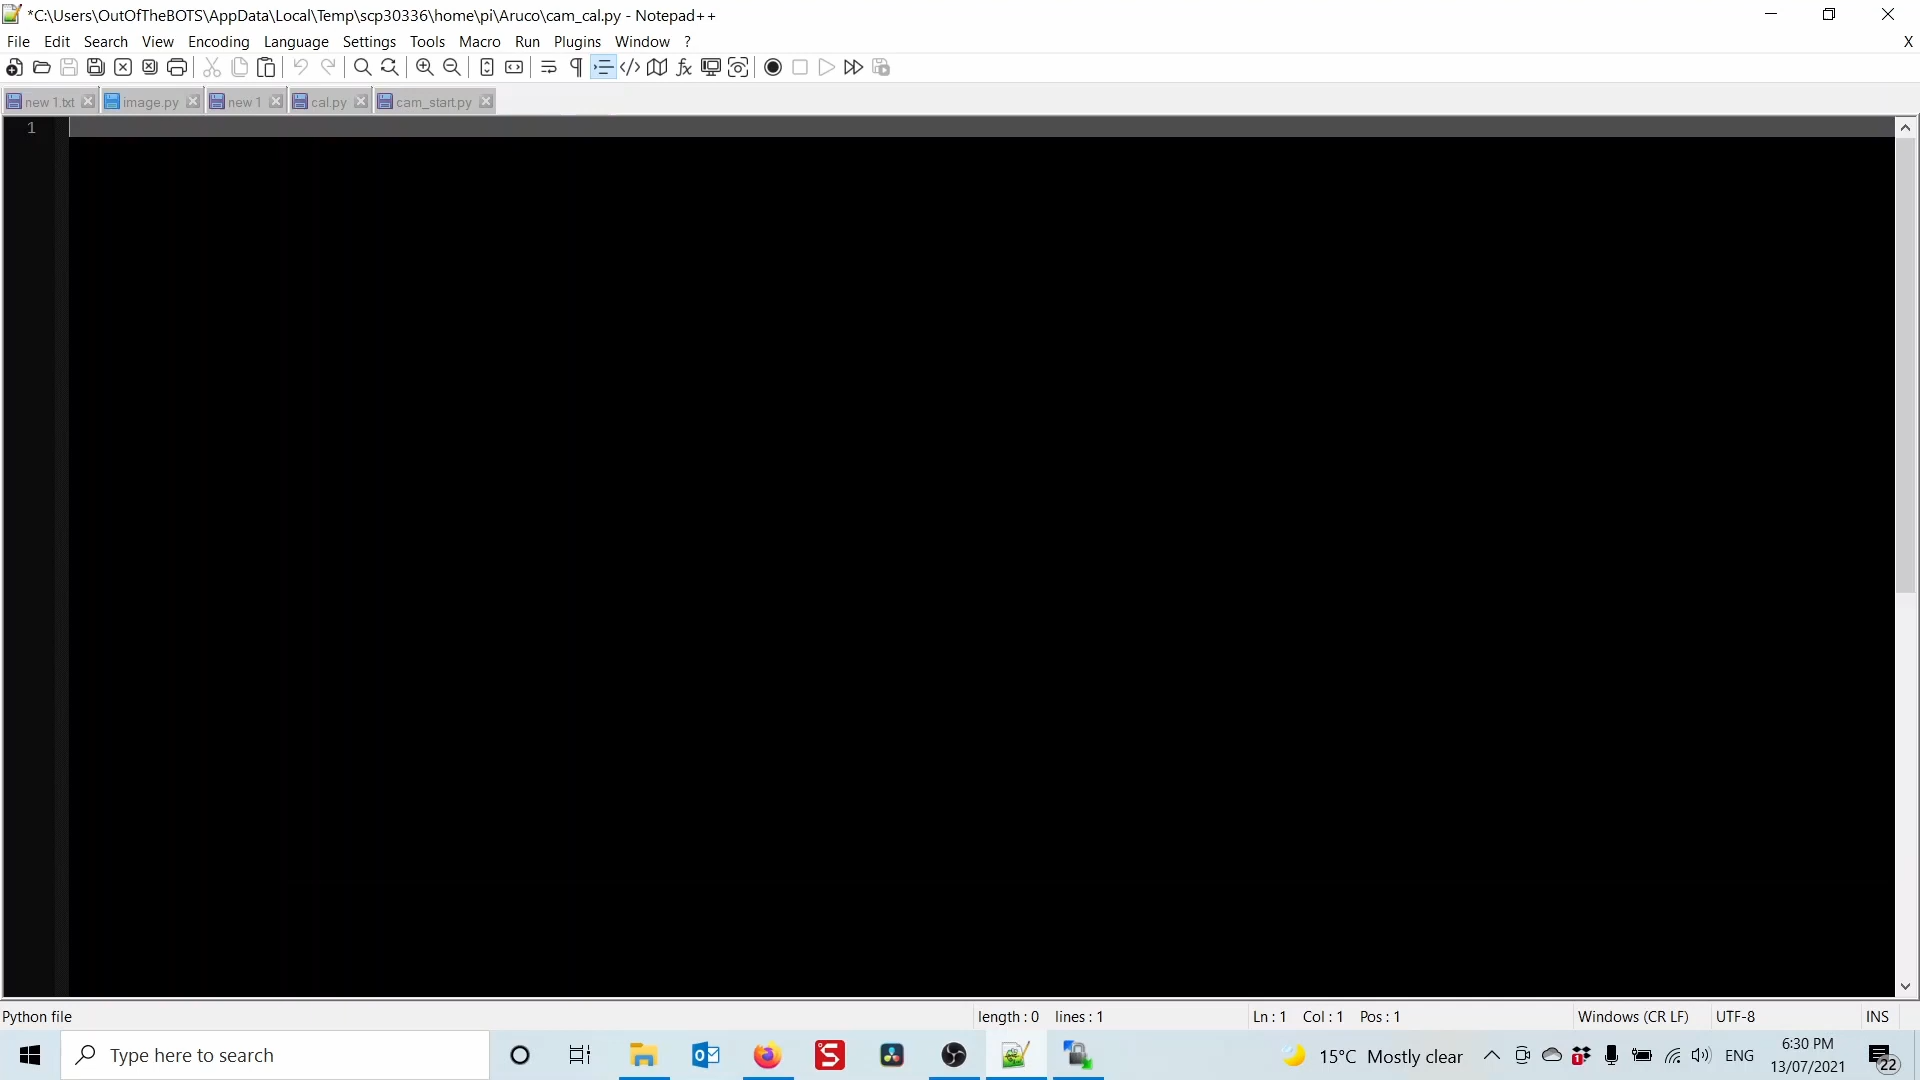 *C:\Users\OutOfTheBOTS\AppData\Local\Temp\scp30336\home\pi\Aruco\cam_cal.py - Notepad++
File Edit Search View Encoding Language Settings Tools Macro Run Plugins Window ? X
new 1.txt image.py new 1 cal.py cam_start.py
1
Python file length : 0 lines : 1 Ln : 1 Col : 1 Pos : 1 Windows (CR LF) UTF-8 INS
Type here to search 15°C Mostly clear ENG 6:30 PM
13/07/2021 22